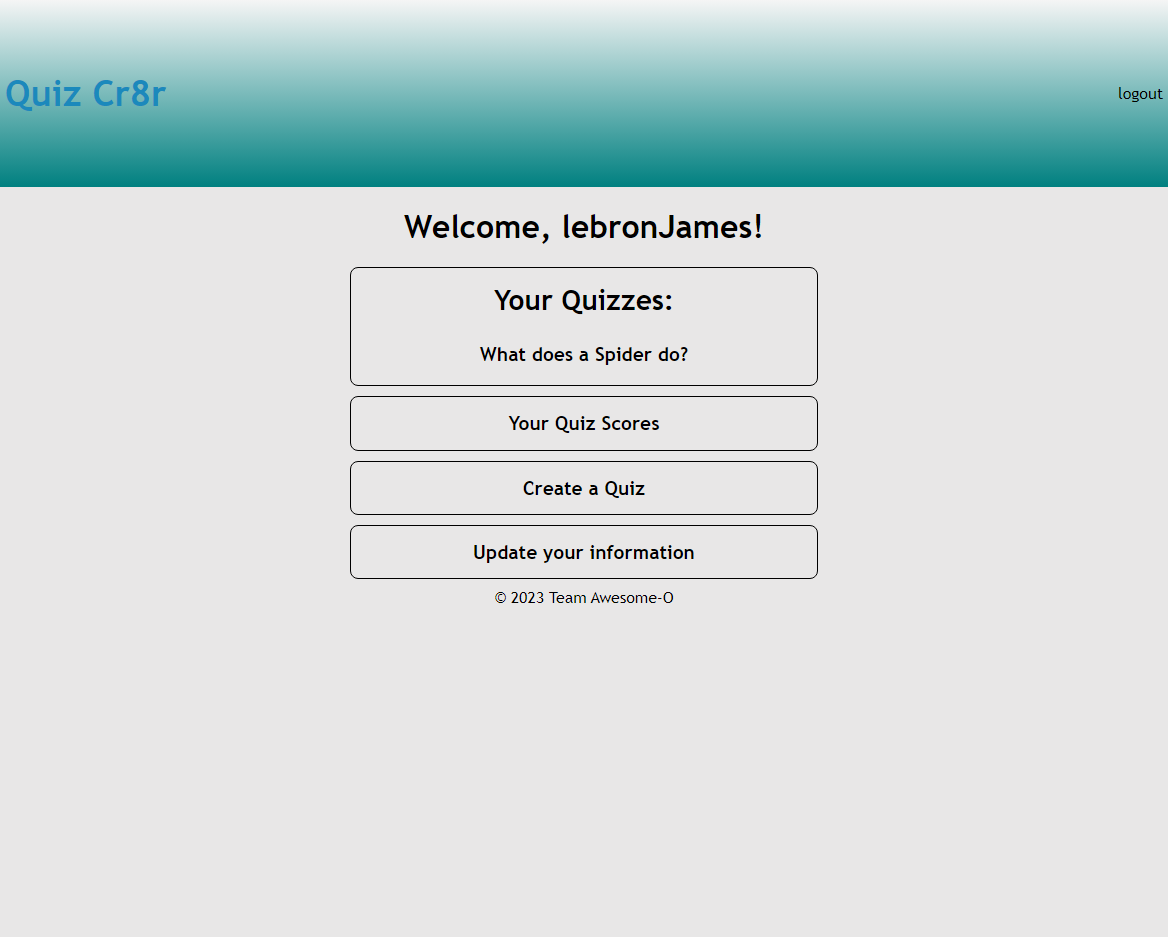 Quiz Cr8r
logout
Welcome, lebronJames!
Your Quizzes:
What does a Spider do?
Your Quiz Scores
Create a Quiz
Update your information
© 2023 Team Awesome-O